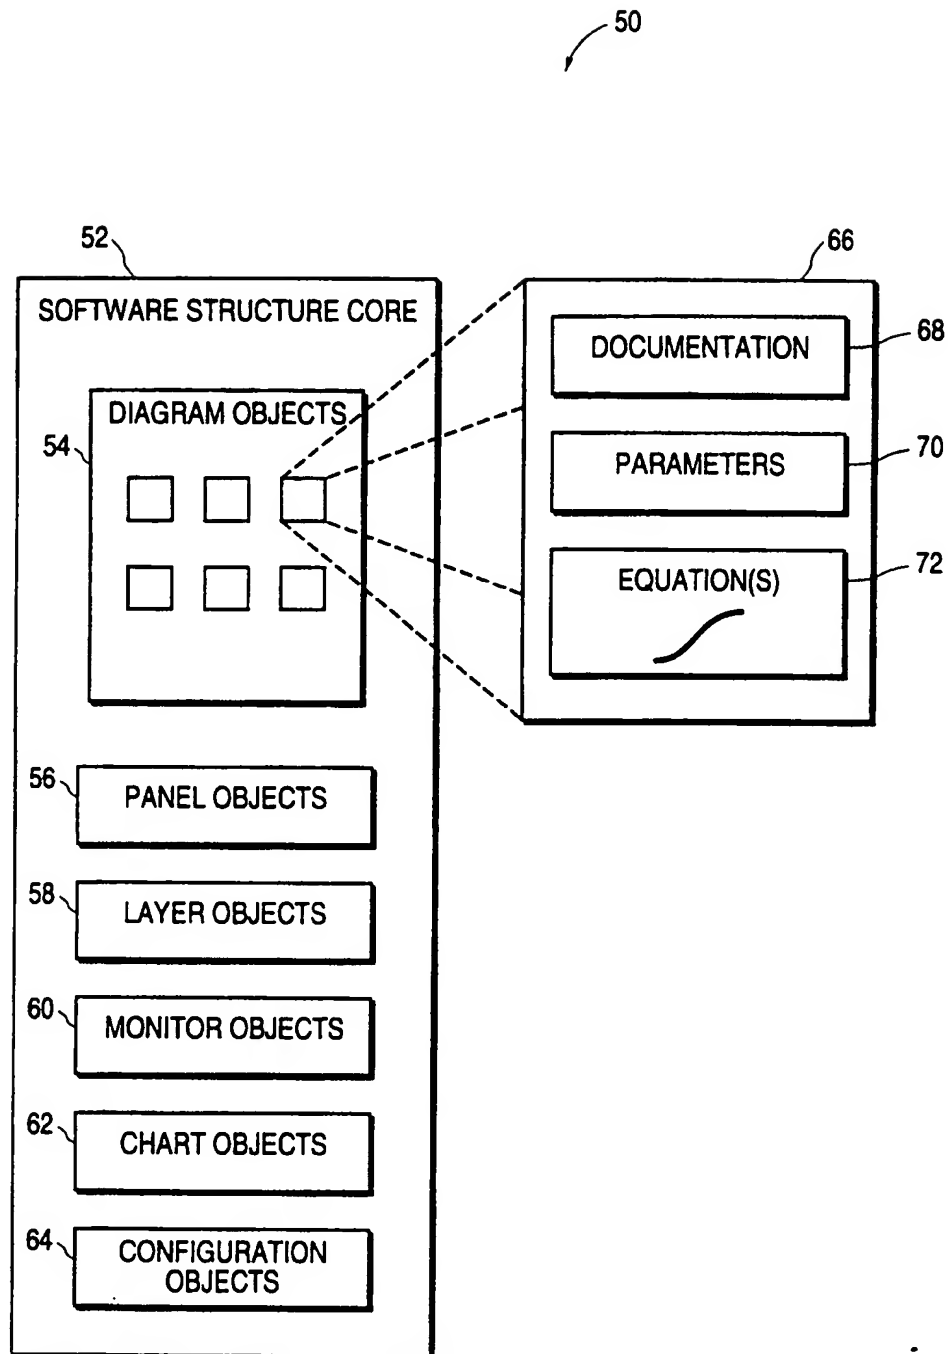 50
52
SOFTWARE STRUCTURE CORE
54
DIAGRAM OBJECTS
56
PANEL OBJECTS
58
LAYER OBJECTS
60
MONITOR OBJECTS
62
CHART OBJECTS
64
CONFIGURATION
OBJECTS
66
DOCUMENTATION
68
PARAMETERS
70
EQUATION(S)
72